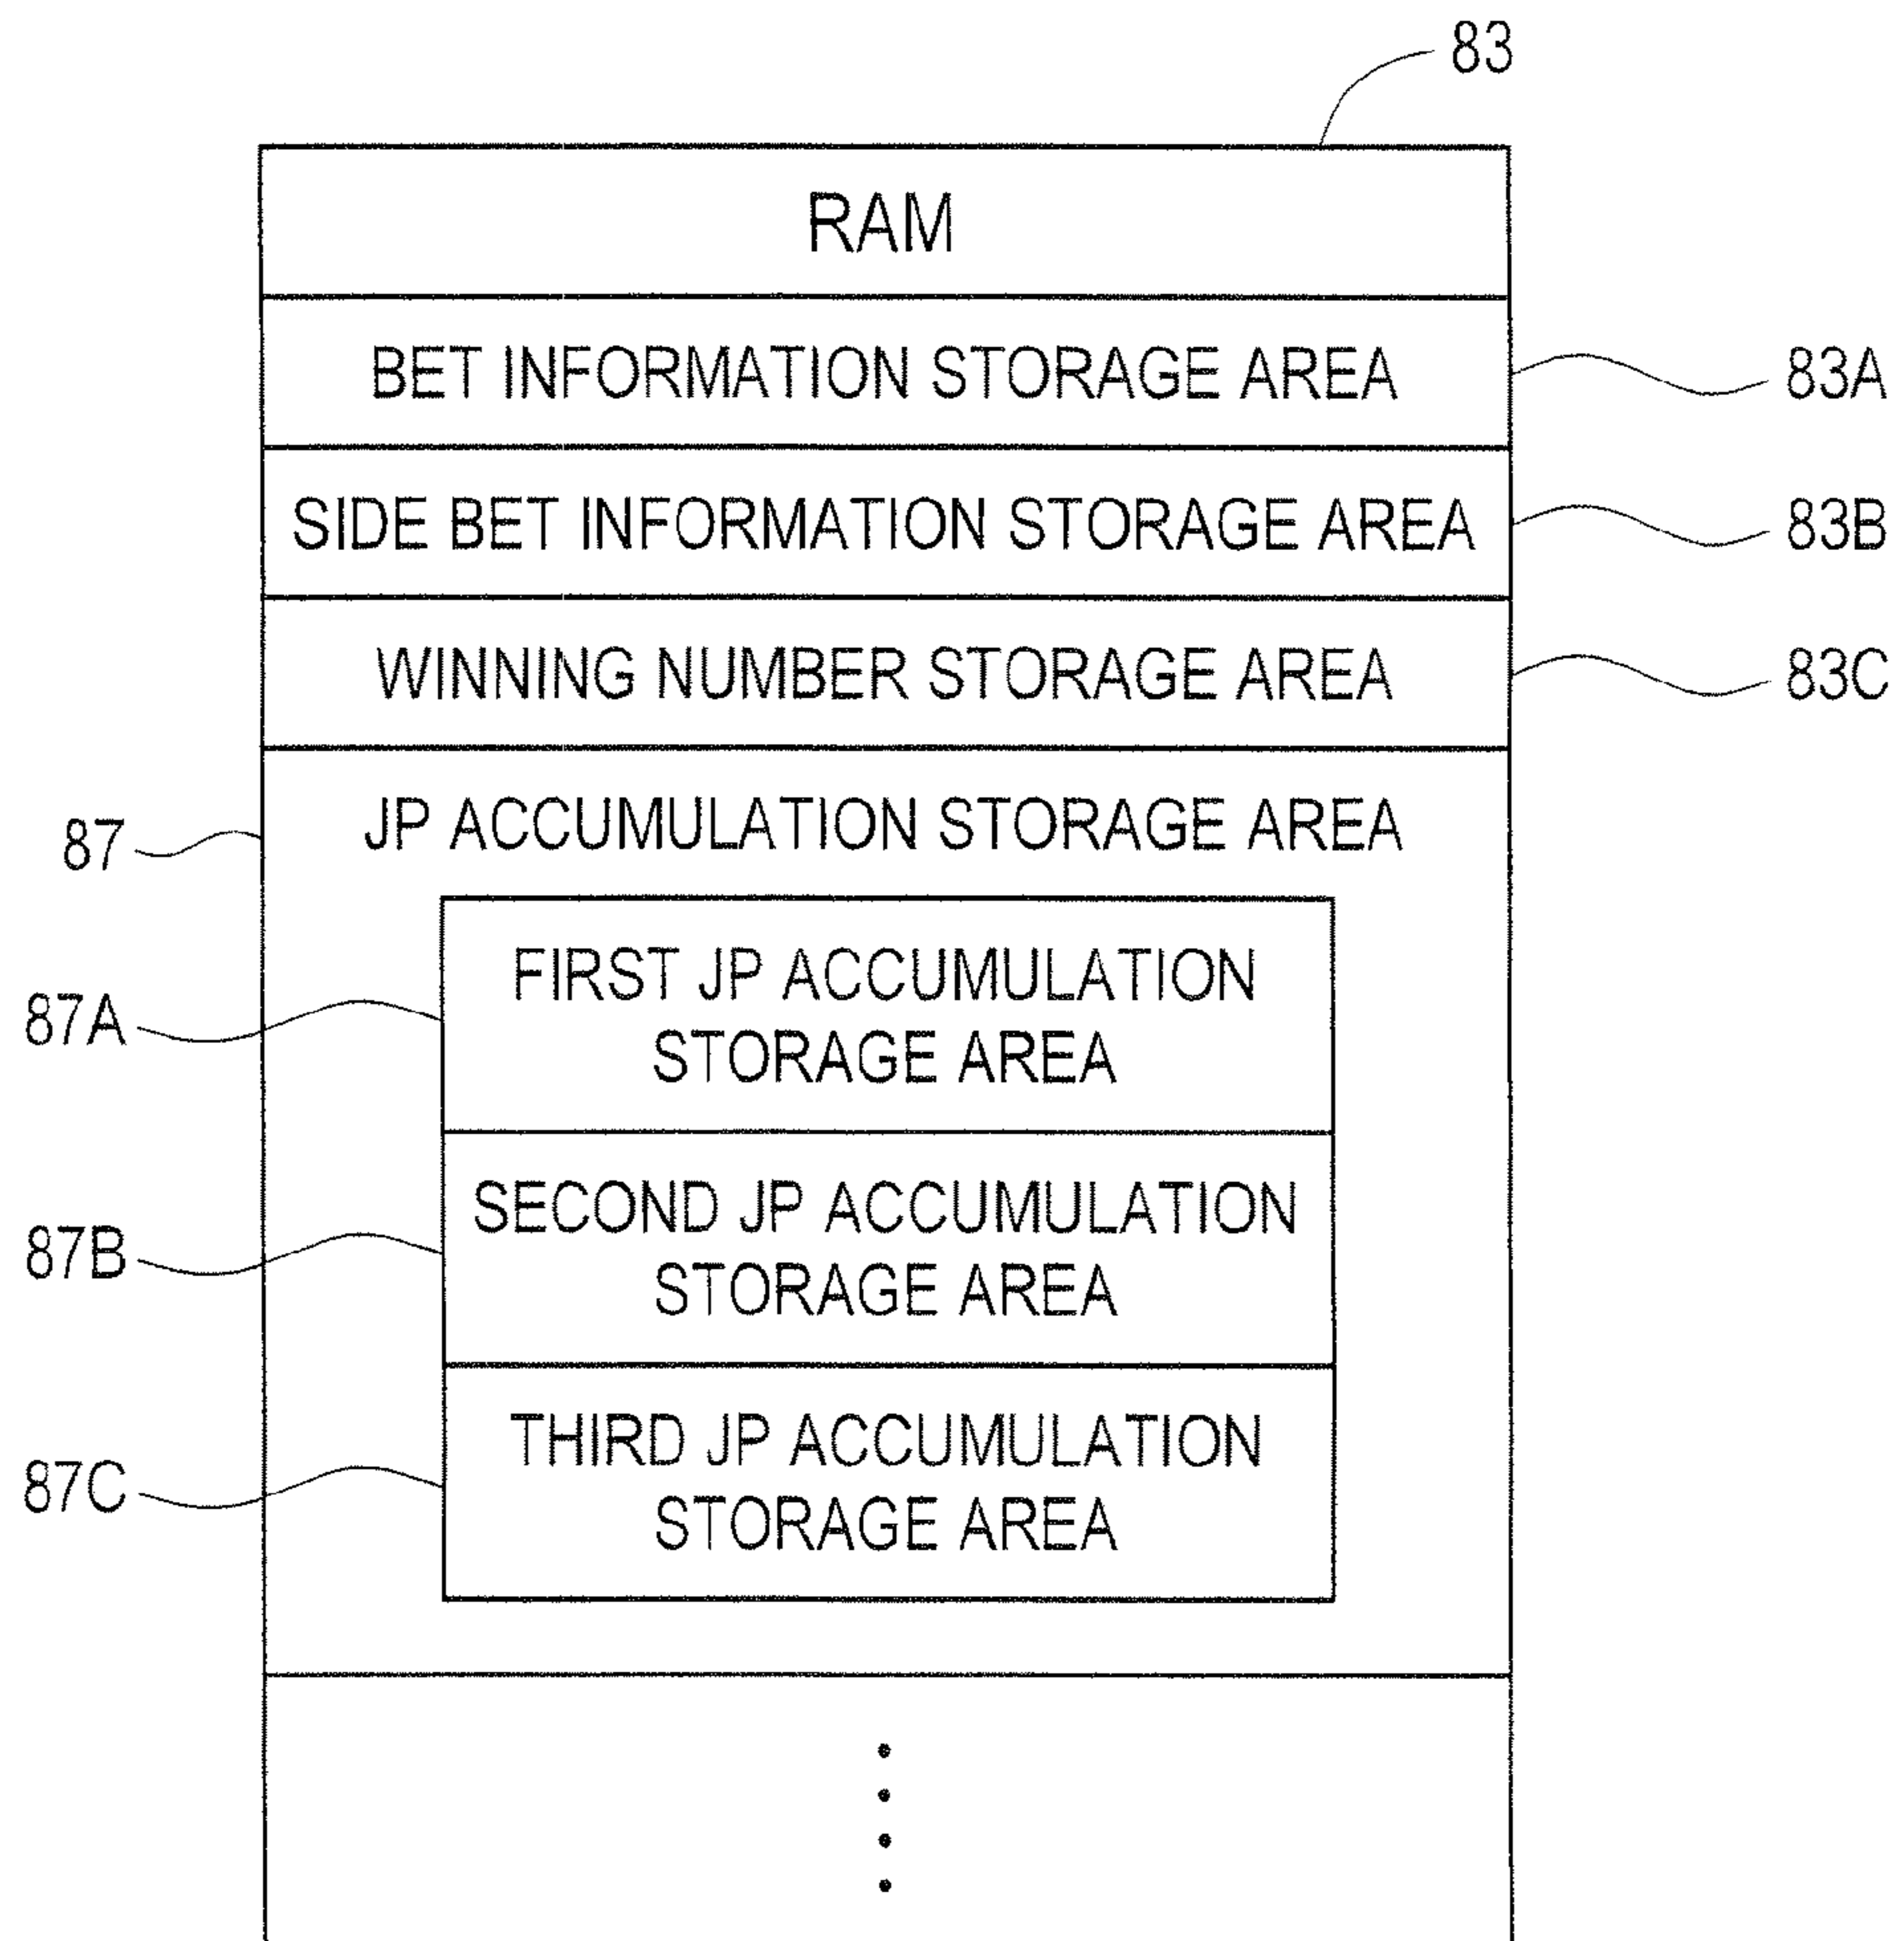 83
RAM
BET INFORMATION STORAGE AREA
83A
SIDE BET INFORMATION STORAGE AREA
83B
WINNING NUMBER STORAGE AREA
83C
JP ACCUMULATION STORAGE AREA
87
FIRST JP ACCUMULATION
STORAGE AREA
87A
SECOND JP ACCUMULATION
STORAGE AREA
87B
THIRD JP ACCUMULATION
STORAGE AREA
87C